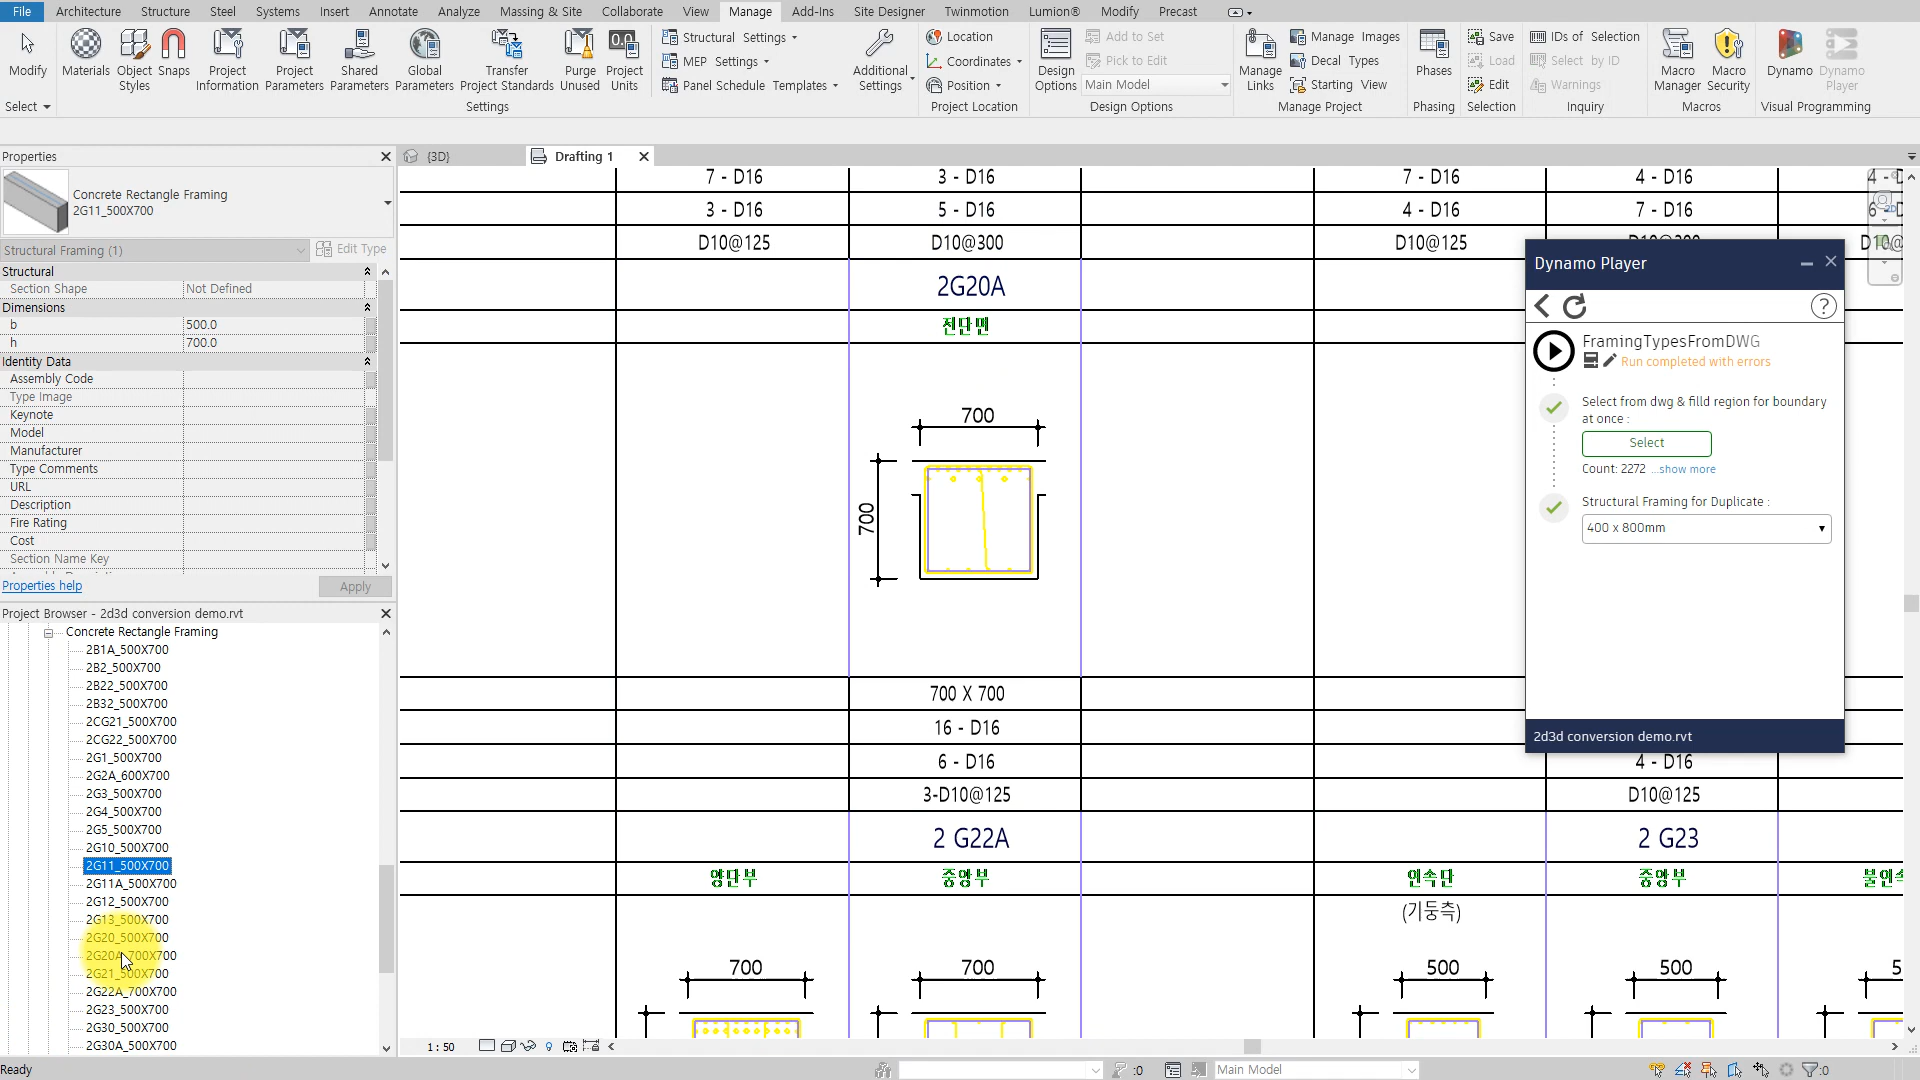 File Architecture Structure Steel Systems Insert Annotate Analyze Massing & Site Collaborate View Manage Add-Ins Site Designer Twinmotion Lumion® Modify Precast
Modify
Materials
Object Styles
Snaps
Project Information
Project Parameters
Shared Parameters
Global Parameters
Transfer Project Standards
Purge Unused
Project Units
Structural Settings
MEP Settings
Panel Schedule Templates
Additional Settings
Location
Coordinates
Position
Design Options
Add to Set
Pick to Edit
Main Model
Manage Links
Manage Images
Decal Types
Starting View
Phases
Save
Load
Edit
IDs of Selection
Select by ID
Warnings
Macro Manager
Macro Security
Dynamo
Dynamo Player
Select
Settings
Project Location
Design Options
Manage Project
Phasing
Selection
Inquiry
Macros
Visual Programming
Properties
{3D}
Drafting 1
Concrete Rectangle Framing
2G11_500X700
Structural Framing (1)
Edit Type
Structural
Section Shape Not Defined
Dimensions
b 500.0
h 700.0
Identity Data
Assembly Code
Type Image
Keynote
Model
Manufacturer
Type Comments
URL
Description
Fire Rating
Cost
Section Name Key
Properties help
Apply
Project Browser - 2d3d conversion demo.rvt
Concrete Rectangle Framing
2B1A_500X700
2B2_500X700
2B22_500X700
2B32_500X700
2CG21_500X700
2CG22_500X700
2G1_500X700
2G2A_600X700
2G3_500X700
2G4_500X700
2G5_500X700
2G10_500X700
2G11_500X700
2G11A_500X700
2G12_500X700
2G13_500X700
2G20_500X700
2G20A_700X700
2G21_500X700
2G22A_700X700
2G23_500X700
2G30_500X700
2G30A_500X700
7 - D16 3 - D16 7 - D16 4 - D16
3 - D16 5 - D16 4 - D16 7 - D16
D10@125 D10@300 D10@125
2G20A
전단면
700
700
700 X 700
16 - D16
6 - D16 4 - D16
3-D10@125 D10@125
2 G22A 2 G23
양단부 중앙부 연속단 중앙부
(기둥측)
700 700 500 500
Dynamo Player
?
FramingTypesFromDWG
Run completed with errors
Select from dwg & filld region for boundary
at once :
Select
Count: 2272 ...show more
Structural Framing for Duplicate :
400 x 800mm
2d3d conversion demo.rvt
1 : 50
Ready
:0
Main Model
:0